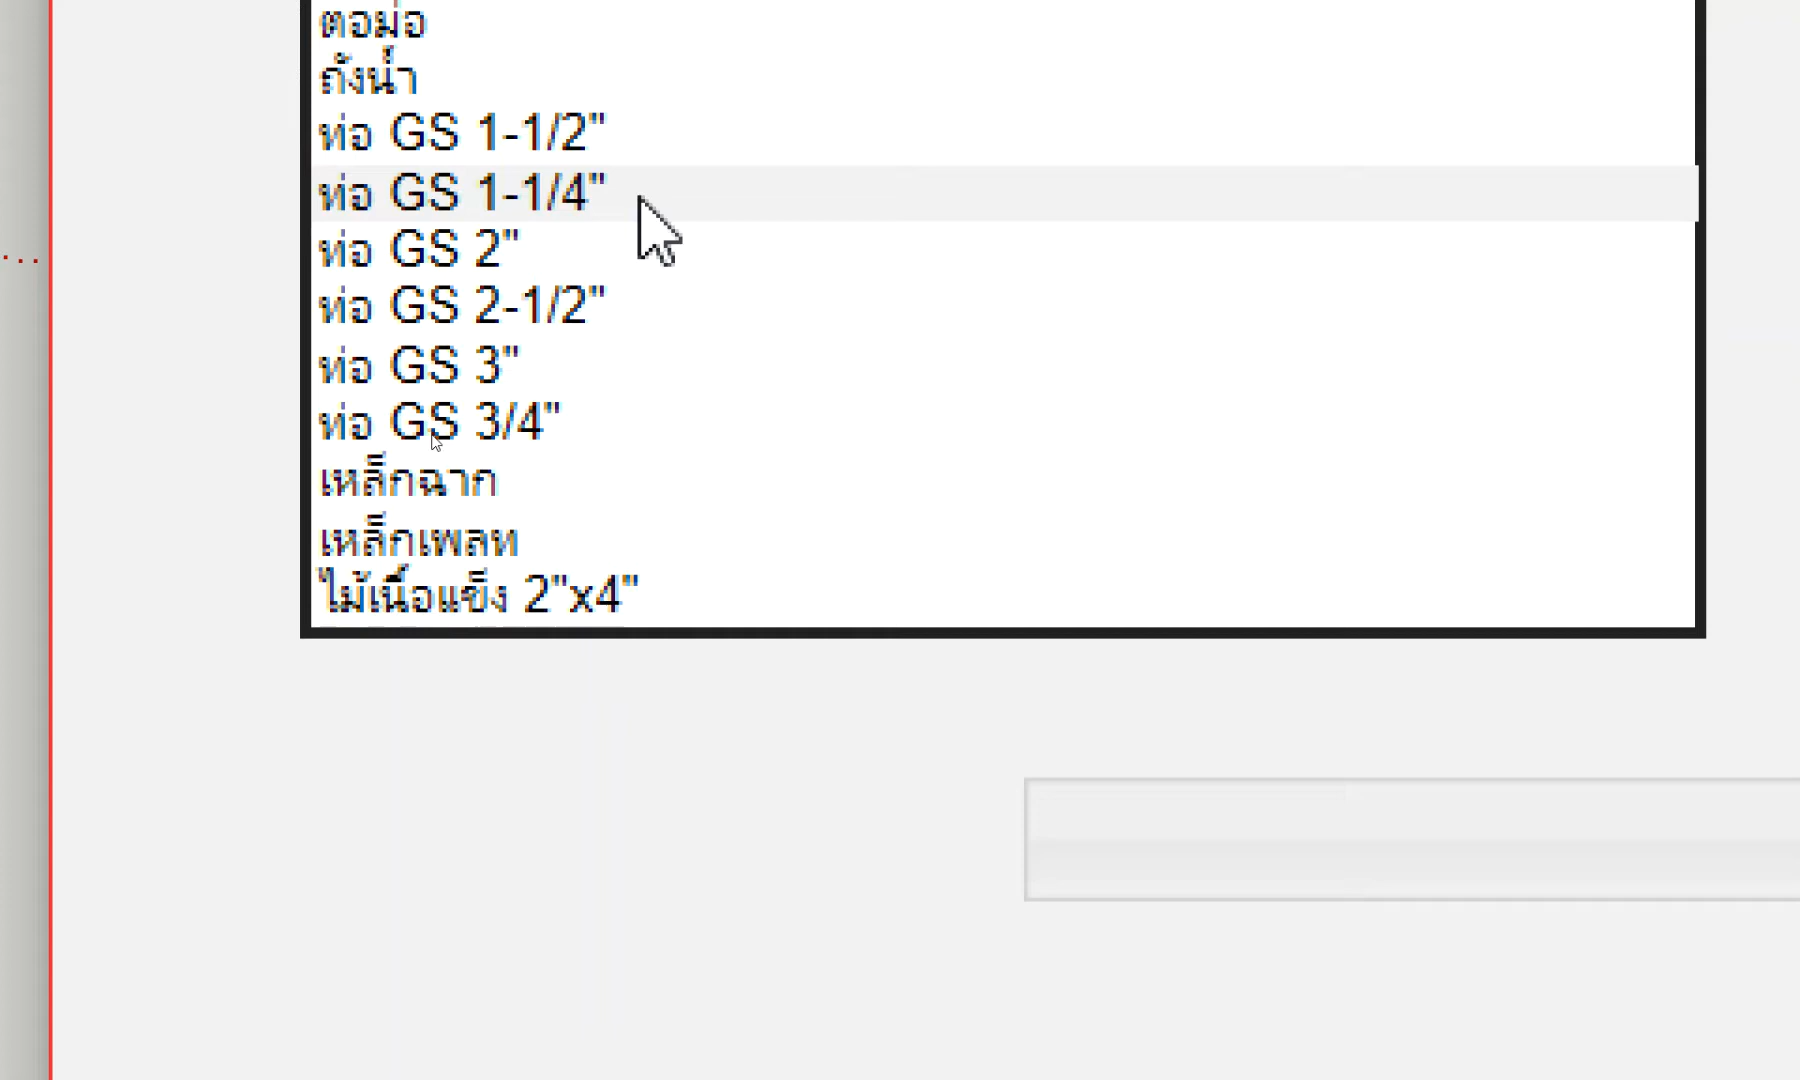 ตอม่อ
ถังน้ำ
ท่อ GS 1-1/2"
ท่อ GS 1-1/4"
ท่อ GS 2"
ท่อ GS 2-1/2"
ท่อ GS 3"
ท่อ GS 3/4"
เหล็กฉาก
เหล็กเพลท
ไม้เนื้อแข็ง 2"x4"